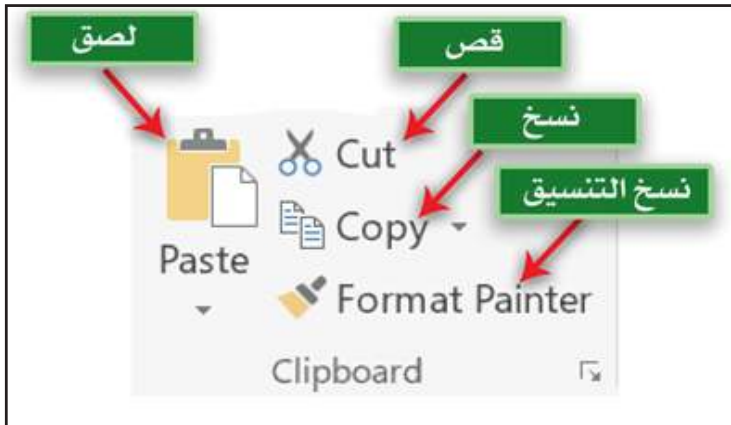 لصق
قص
نسخ
نسخ التنسيق
Cut
Copy
Paste
Format Painter
Clipboard